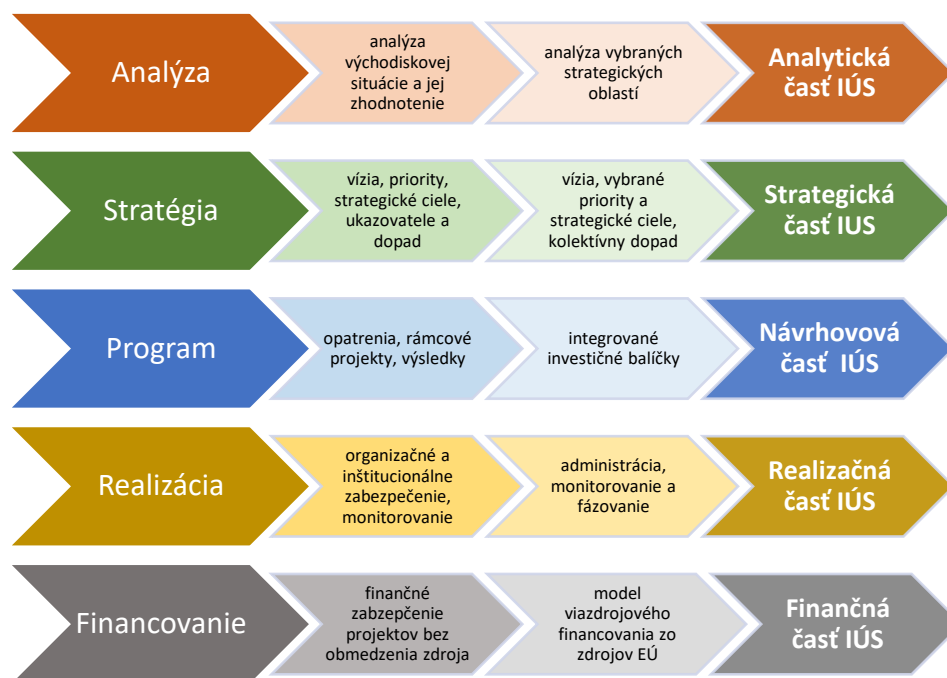 Analýza
analýza
východiskovej
situácie a jej
zhodnotenie
analýza vybraných
strategických
oblastí
Analytická
časť IÚS
Stratégia
vízia, priority,
strategické ciele,
ukazovatele a
dopad
vízia, vybrané
priority a
strategické ciele,
kolektívny dopad
Strategická
časť IUS
Program
opatrenia, rámcové
projekty, výsledky
integrované
investičné balíčky
Návrhovová
časť IÚS
Realizácia
organizačné a
inštitucionálne
zabezpečenie,
monitorovanie
administrácia,
monitorovanie a
fázovanie
Realizačná
časť IÚS
Financovanie
finančné
zabzepčenie
projektov bez
obmedzenia zdroja
model
viazdrojového
financovania zo
zdrojov EÚ
Finančná
časť IÚS